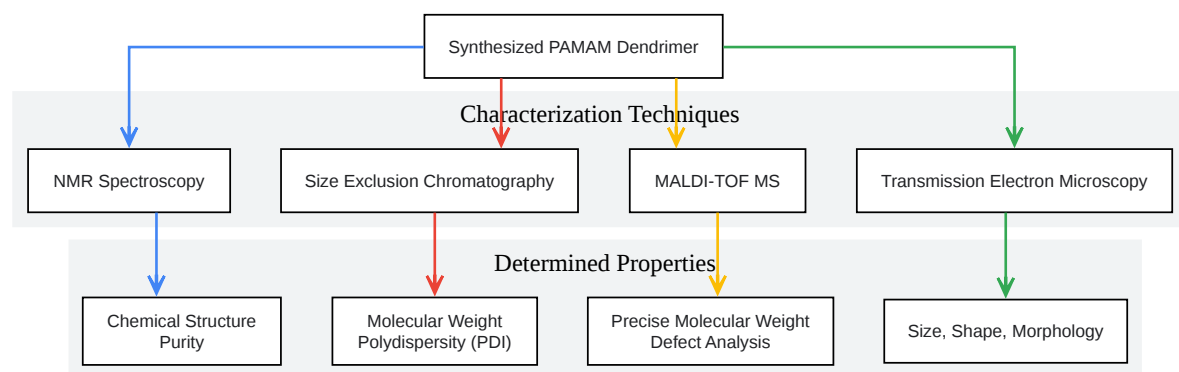 Synthesized PAMAM Dendrimer
Characterization Techniques
NMR Spectroscopy
Size Exclusion Chromatography
MALDI-TOF MS
Transmission Electron Microscopy
Determined Properties
Chemical Structure
Purity
Molecular Weight
Polydispersity (PDI)
Precise Molecular Weight
Defect Analysis
Size, Shape, Morphology